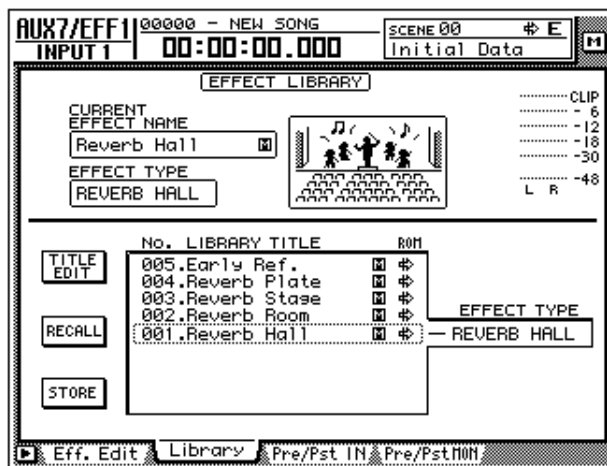 AUX7/EFF1
INPUT 1
00000 - NEW SONG
00:00:00.000
SCENE 00 E
Initial Data
M
EFFECT LIBRARY
CURRENT
EFFECT NAME
Reverb Hall M
EFFECT TYPE
REVERB HALL
CLIP
- 6
-12
-18
-30
-48
L R
No. LIBRARY TITLE ROM
005.Early Ref. M
004.Reverb Plate M
003.Reverb Stage M
002.Reverb Room M
001.Reverb Hall M
TITLE
EDIT
RECALL
STORE
EFFECT TYPE
REVERB HALL
Eff. Edit Library Pre/Pst IN Pre/PstMON